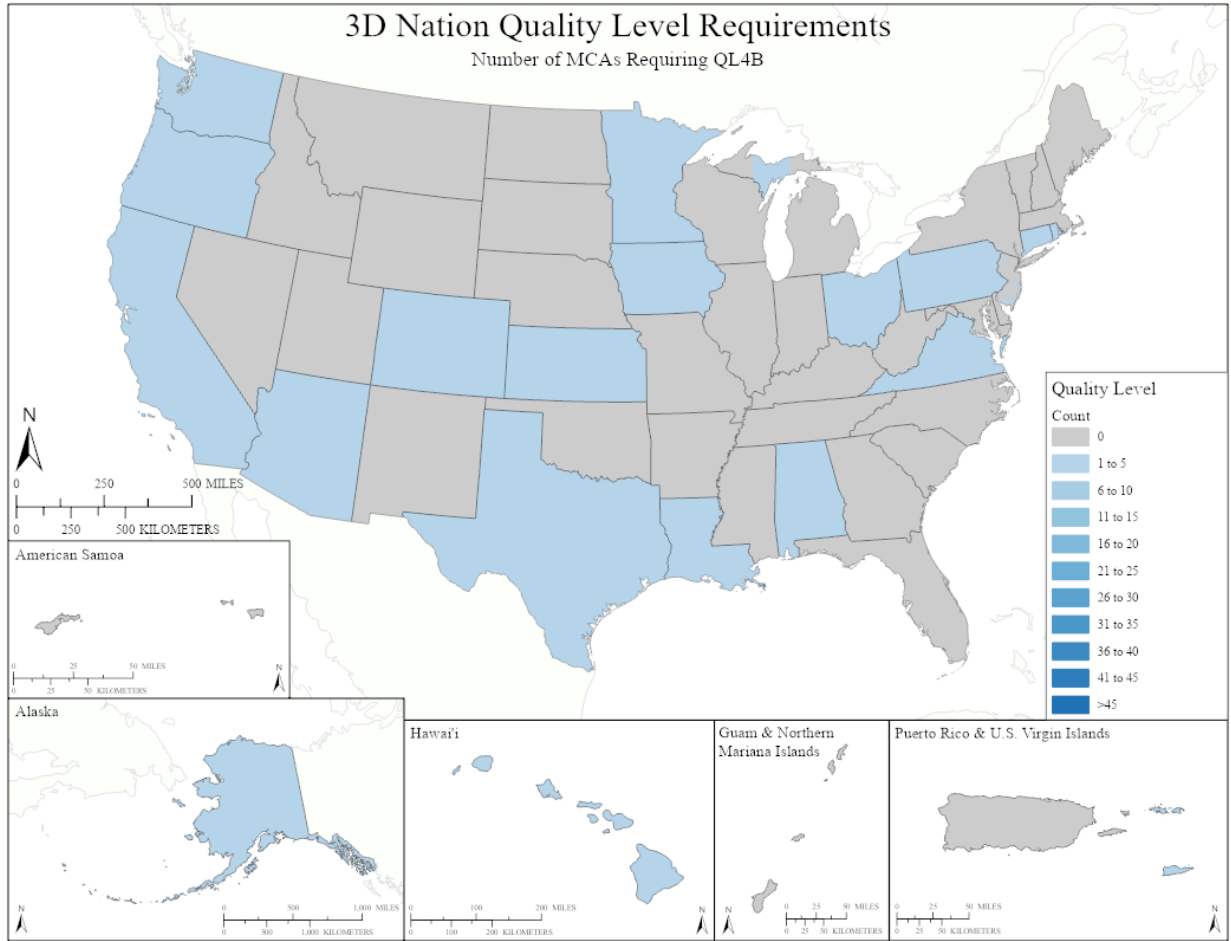 3D Nation Quality Level Requirements
Number of MCAs Requiring QL4B
N
0 250 500 MILES
0 250 500 KILOMETERS
Quality Level
Count
0
1 to 5
6 to 10
11 to 15
16 to 20
21 to 25
26 to 30
31 to 35
36 to 40
41 to 45
>45
American Samoa
0 25 50 MILES
0 25 50 KILOMETERS
N
Alaska
N
0 500 1,000 MILES
0 500 1,000 KILOMETERS
Hawai'i
0 100 200 MILES
0 100 200 KILOMETERS
N
Guam & Northern
Mariana Islands
N
0 25 50 MILES
0 25 50 KILOMETERS
Puerto Rico & U.S. Virgin Islands
0 25 50 MILES
0 25 50 KILOMETERS
N